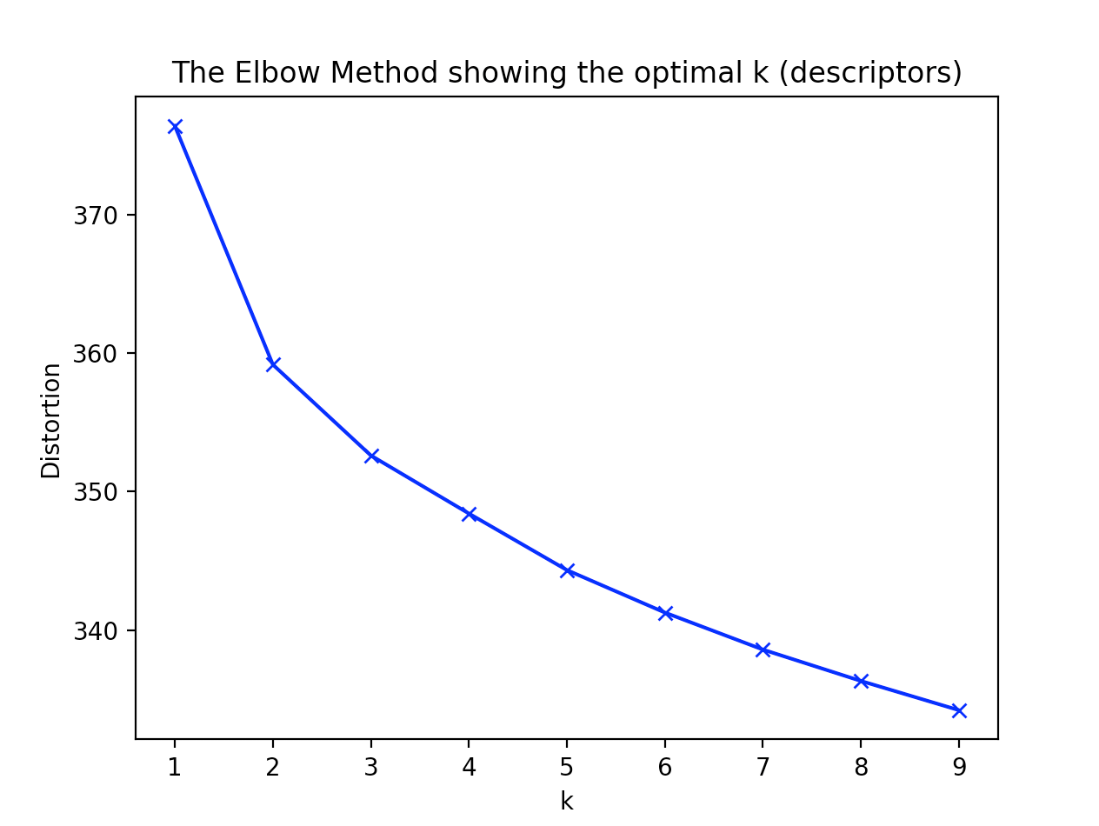 The Elbow Method showing the optimal k (descriptors)
Distortion
370
360
350
340
1 2 3 4 5 6 7 8 9
k